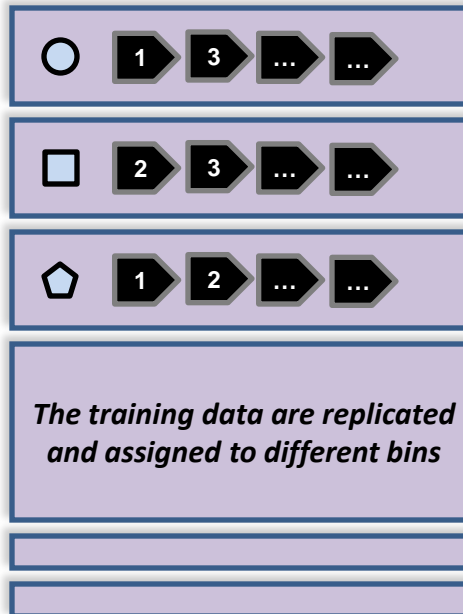 1 3 ... ...
2 3 ... ...
1 2 ... ...
The training data are replicated
and assigned to different bins